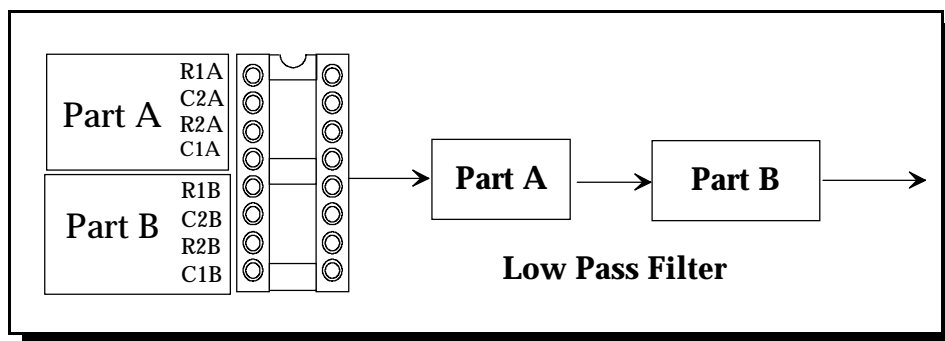 Part A
R1A
C2A
R2A
C1A
Part B
R1B
C2B
R2B
C1B
Part A
Part B
Low Pass Filter